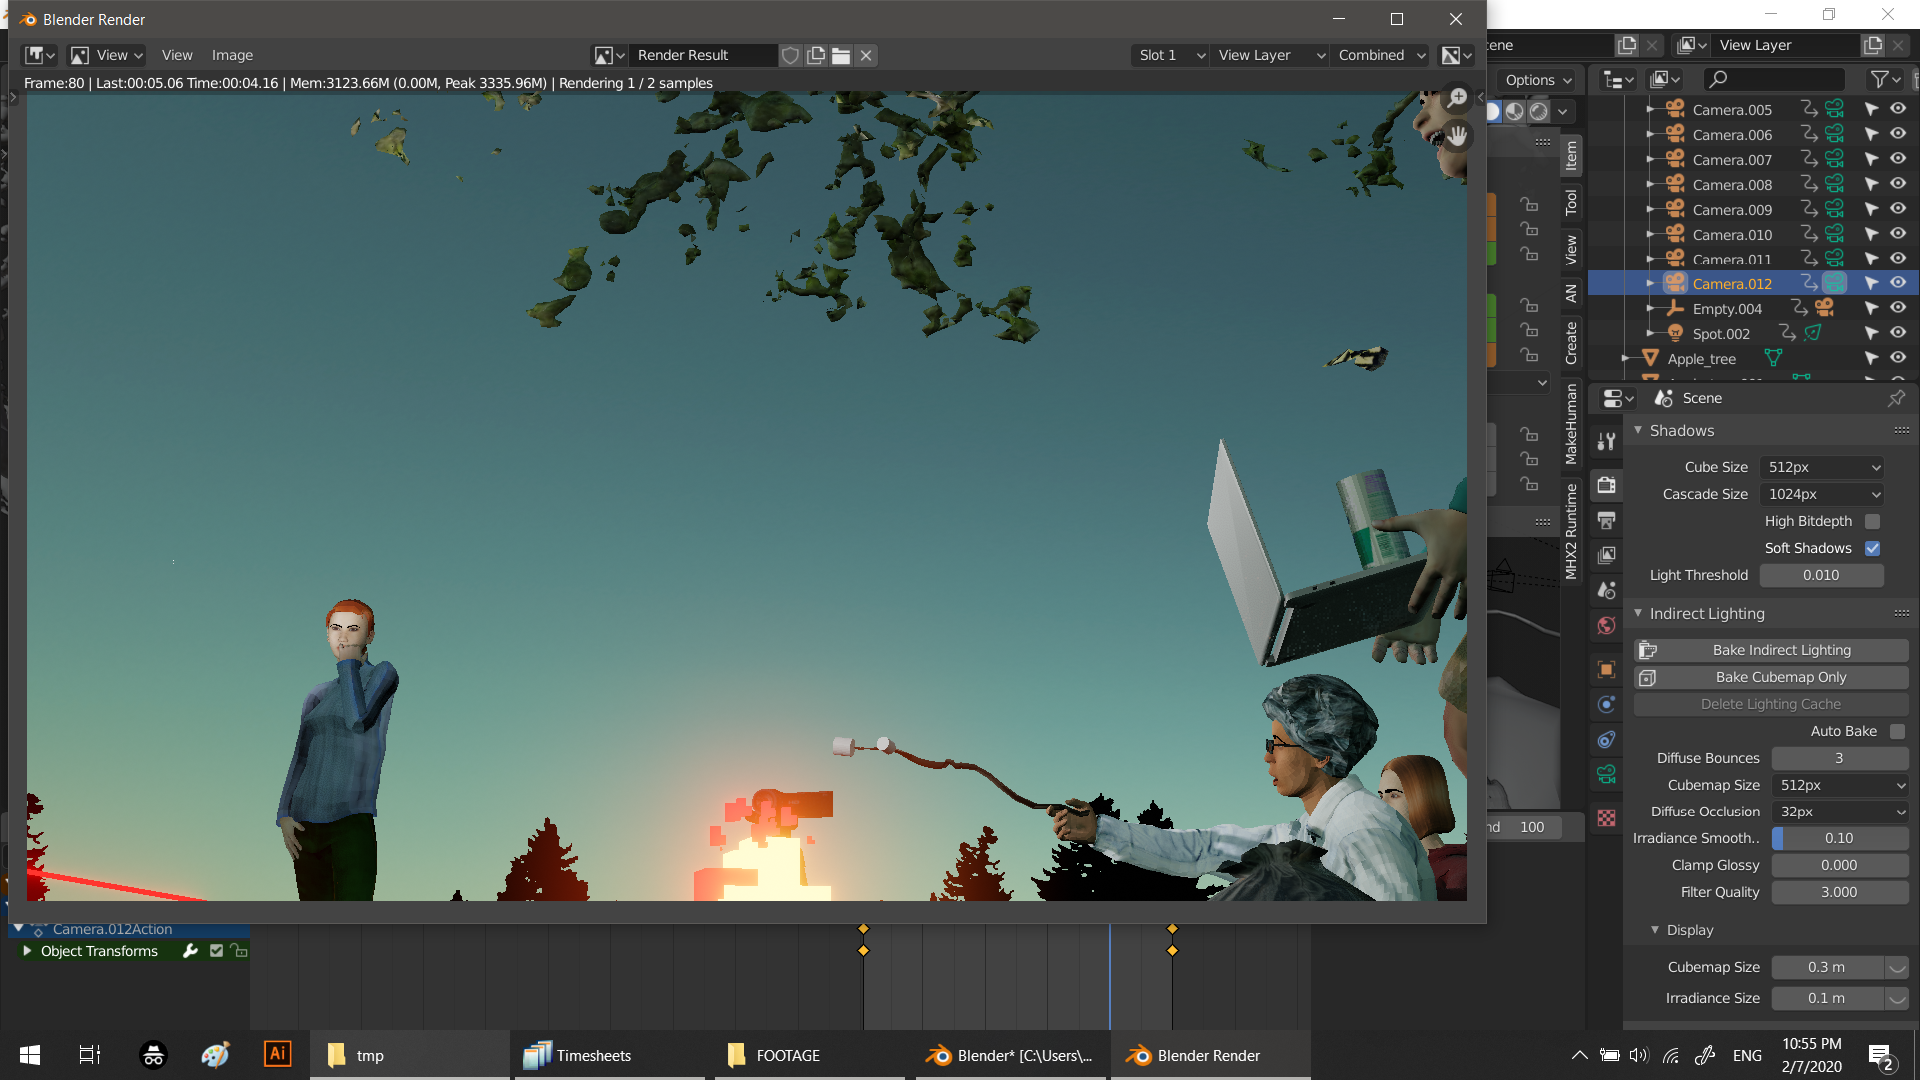 Blender Render
View
View
Image
Render Result
Slot 1
View Layer
Combined
Frame:80 | Last:00:05.06 Time:00:04.16 | Mem:3123.66M (0.00M, Peak 3335.96M) | Rendering 1 / 2 samples
View Layer
Options
Item
Tool
View
AN
Create
MakeHuman
MHX2 Runtime
Camera.005
Camera.006
Camera.007
Camera.008
Camera.009
Camera.010
Camera.011
Camera.012
Empty.004
Spot.002
Apple_tree
Scene
Shadows
Cube Size 512px
Cascade Size 1024px
High Bitdepth
Soft Shadows
Light Threshold 0.010
Indirect Lighting
Bake Indirect Lighting
Bake Cubemap Only
Delete Lighting Cache
Auto Bake
Diffuse Bounces 3
Cubemap Size 512px
Diffuse Occlusion 32px
Irradiance Smooth.. 0.10
Clamp Glossy 0.000
Filter Quality 3.000
Display
Cubemap Size 0.3 m
Irradiance Size 0.1 m
100
Camera.012Action
Object Transforms
Ai
tmp
Timesheets
FOOTAGE
Blender* [C:\Users\...
Blender Render
ENG
10:55 PM
2/7/2020
2